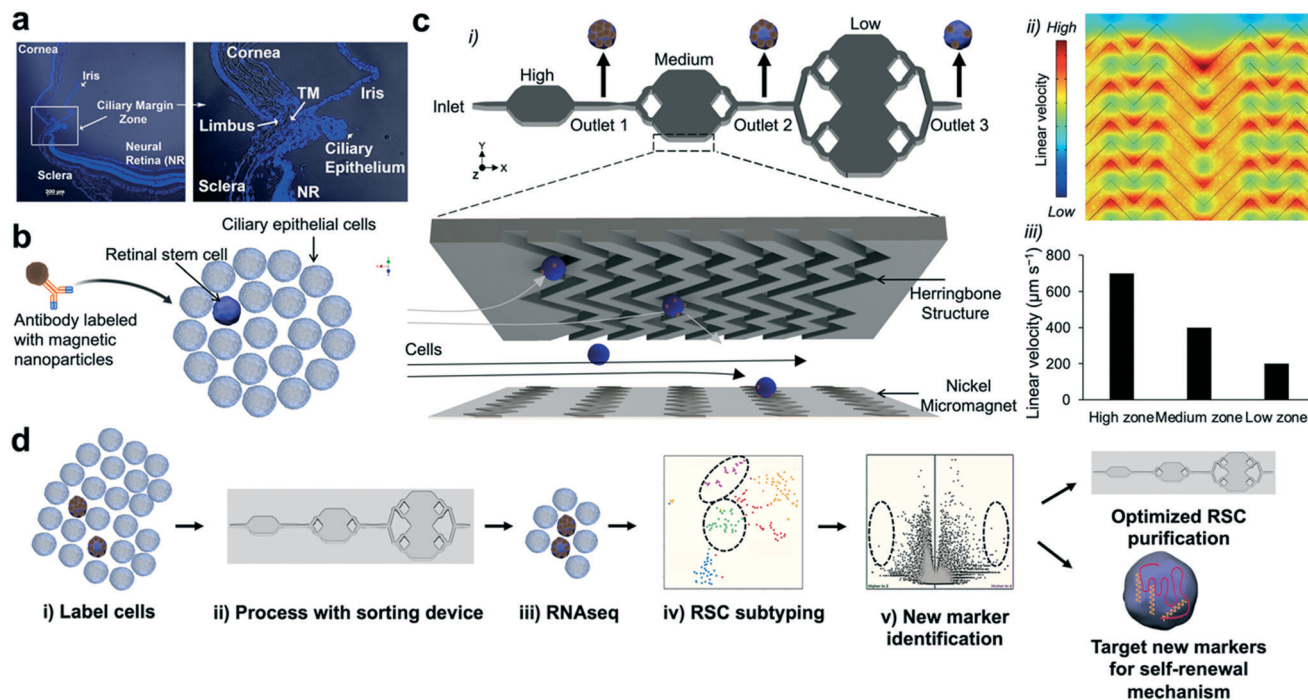 a
Cornea
Iris
Ciliary Margin
Zone
Neural
Retina (NR
Sclera
200 µm
Cornea
TM
Iris
Limbus
Ciliary
Epithelium
Sclera
NR
b
Ciliary epithelial cells
Retinal stem cell
Antibody labeled
with magnetic
nanoparticles
c
i)
Low
Medium
High
Inlet
Outlet 1
Outlet 2
Outlet 3
Y
X
Z
Herringbone
Structure
Cells
Nickel
Micromagnet
ii)
High
Linear velocity
Low
iii)
Linear velocity (µm s⁻¹)
800
600
400
200
0
High zone
Medium zone
Low zone
d
i) Label cells
ii) Process with sorting device
iii) RNAseq
iv) RSC subtyping
v) New marker
identification
Optimized RSC
purification
Target new markers
for self-renewal
mechanism